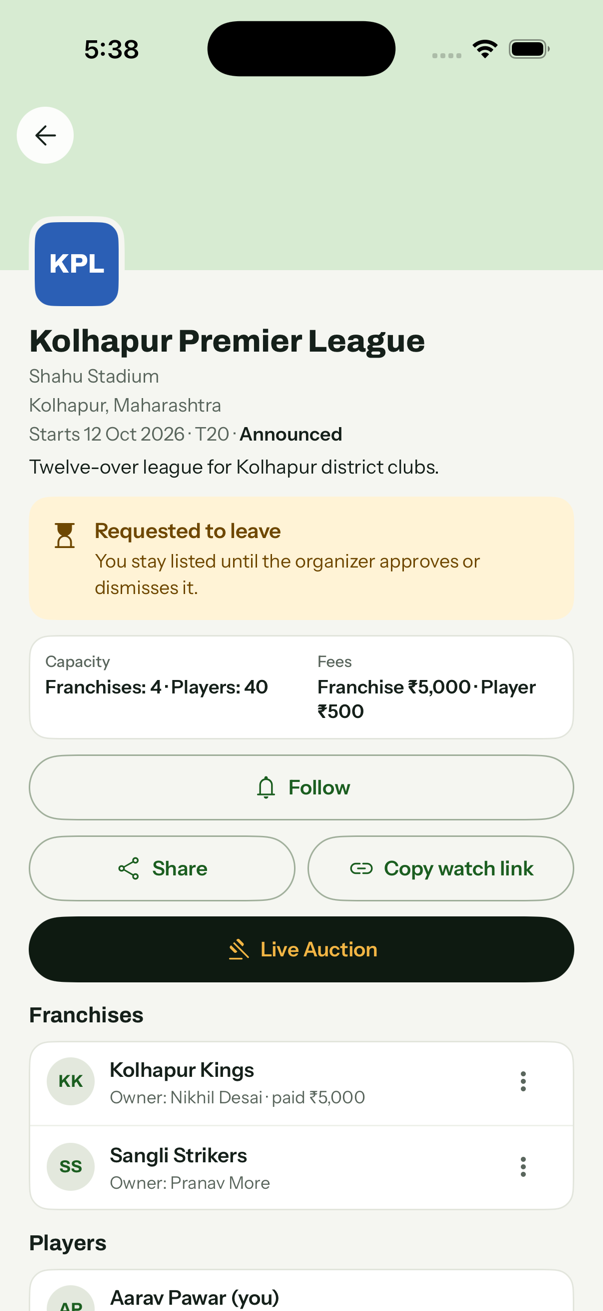 5:38
KPL
Kolhapur Premier League
Shahu Stadium
Kolhapur, Maharashtra
Starts 12 Oct 2026 · T20 · Announced
Twelve-over league for Kolhapur district clubs.
Requested to leave
You stay listed until the organizer approves or
dismisses it.
Capacity
Franchises: 4 · Players: 40
Fees
Franchise ₹5,000 · Player
₹500
Follow
Share
Copy watch link
Live Auction
Franchises
KK
Kolhapur Kings
Owner: Nikhil Desai · paid ₹5,000
SS
Sangli Strikers
Owner: Pranav More
Players
AP
Aarav Pawar (you)